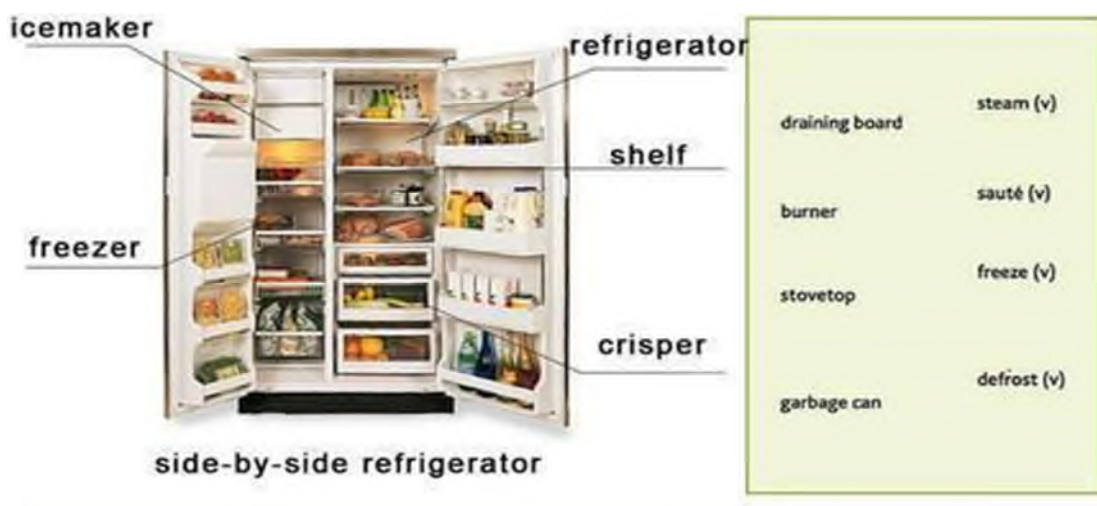 icemaker
refrigerator
shelf
freezer
crisper
side-by-side refrigerator
steam (v)
draining board
sauté (v)
burner
freeze (v)
stovetop
defrost (v)
garbage can